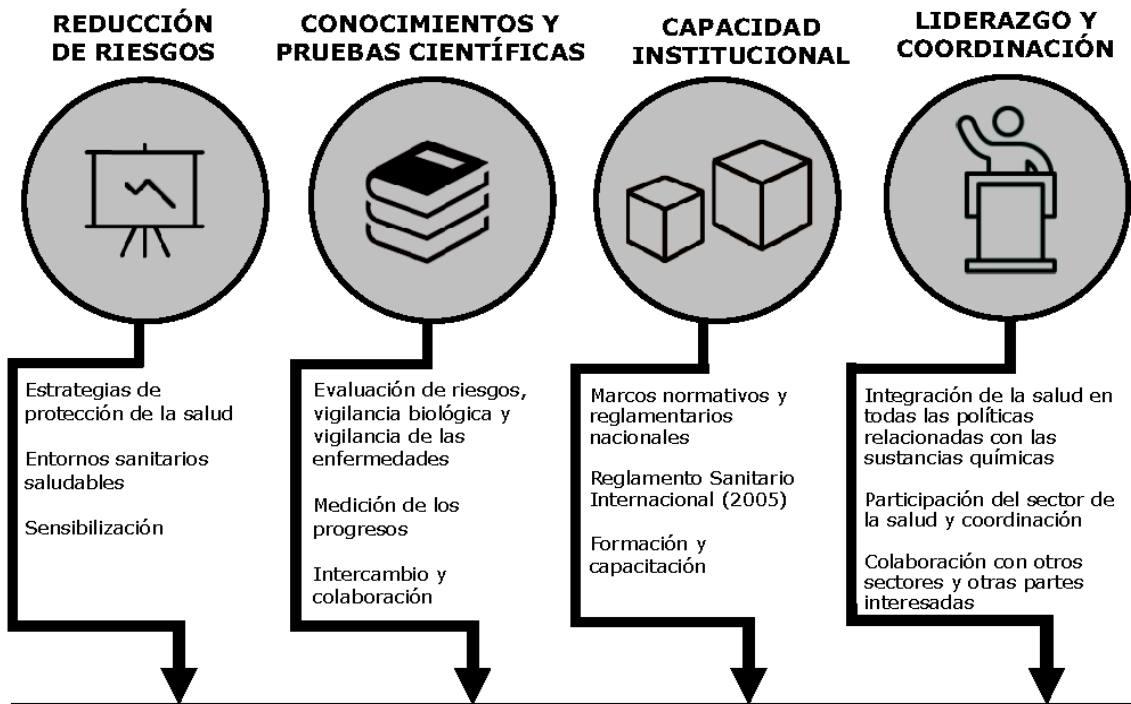 REDUCCIÓN
DE RIESGOS
Estrategias de
protección de la salud
Entornos sanitarios
saludables
Sensibilización
CONOCIMIENTOS Y
PRUEBAS CIENTÍFICAS
Evaluación de riesgos,
vigilancia biológica y
vigilancia de las
enfermedades
Medición de los
progresos
Intercambio y
colaboración
CAPACIDAD
INSTITUCIONAL
Marcos normativos y
reglamentarios
nacionales
Reglamento Sanitario
Internacional (2005)
Formación y
capacitación
LIDERAZGO Y
COORDINACIÓN
Integración de la salud en
todas las políticas
relacionadas con las
sustancias químicas
Participación del sector de
la salud y coordinación
Colaboración con otros
sectores y otras partes
interesadas